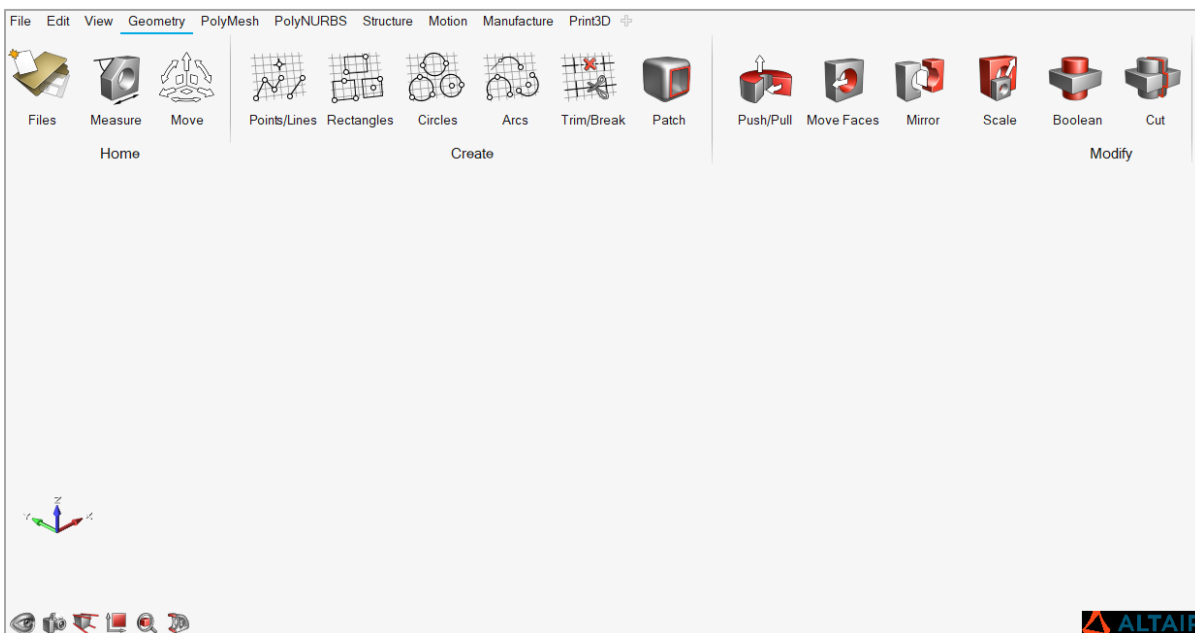 File Edit View Geometry PolyMesh PolyNURBS Structure Motion Manufacture Print3D
Files Measure Move Points/Lines Rectangles Circles Arcs Trim/Break Patch Push/Pull Move Faces Mirror Scale Boolean Cut
Home Create Modify
Z
Y X
ALTAIR